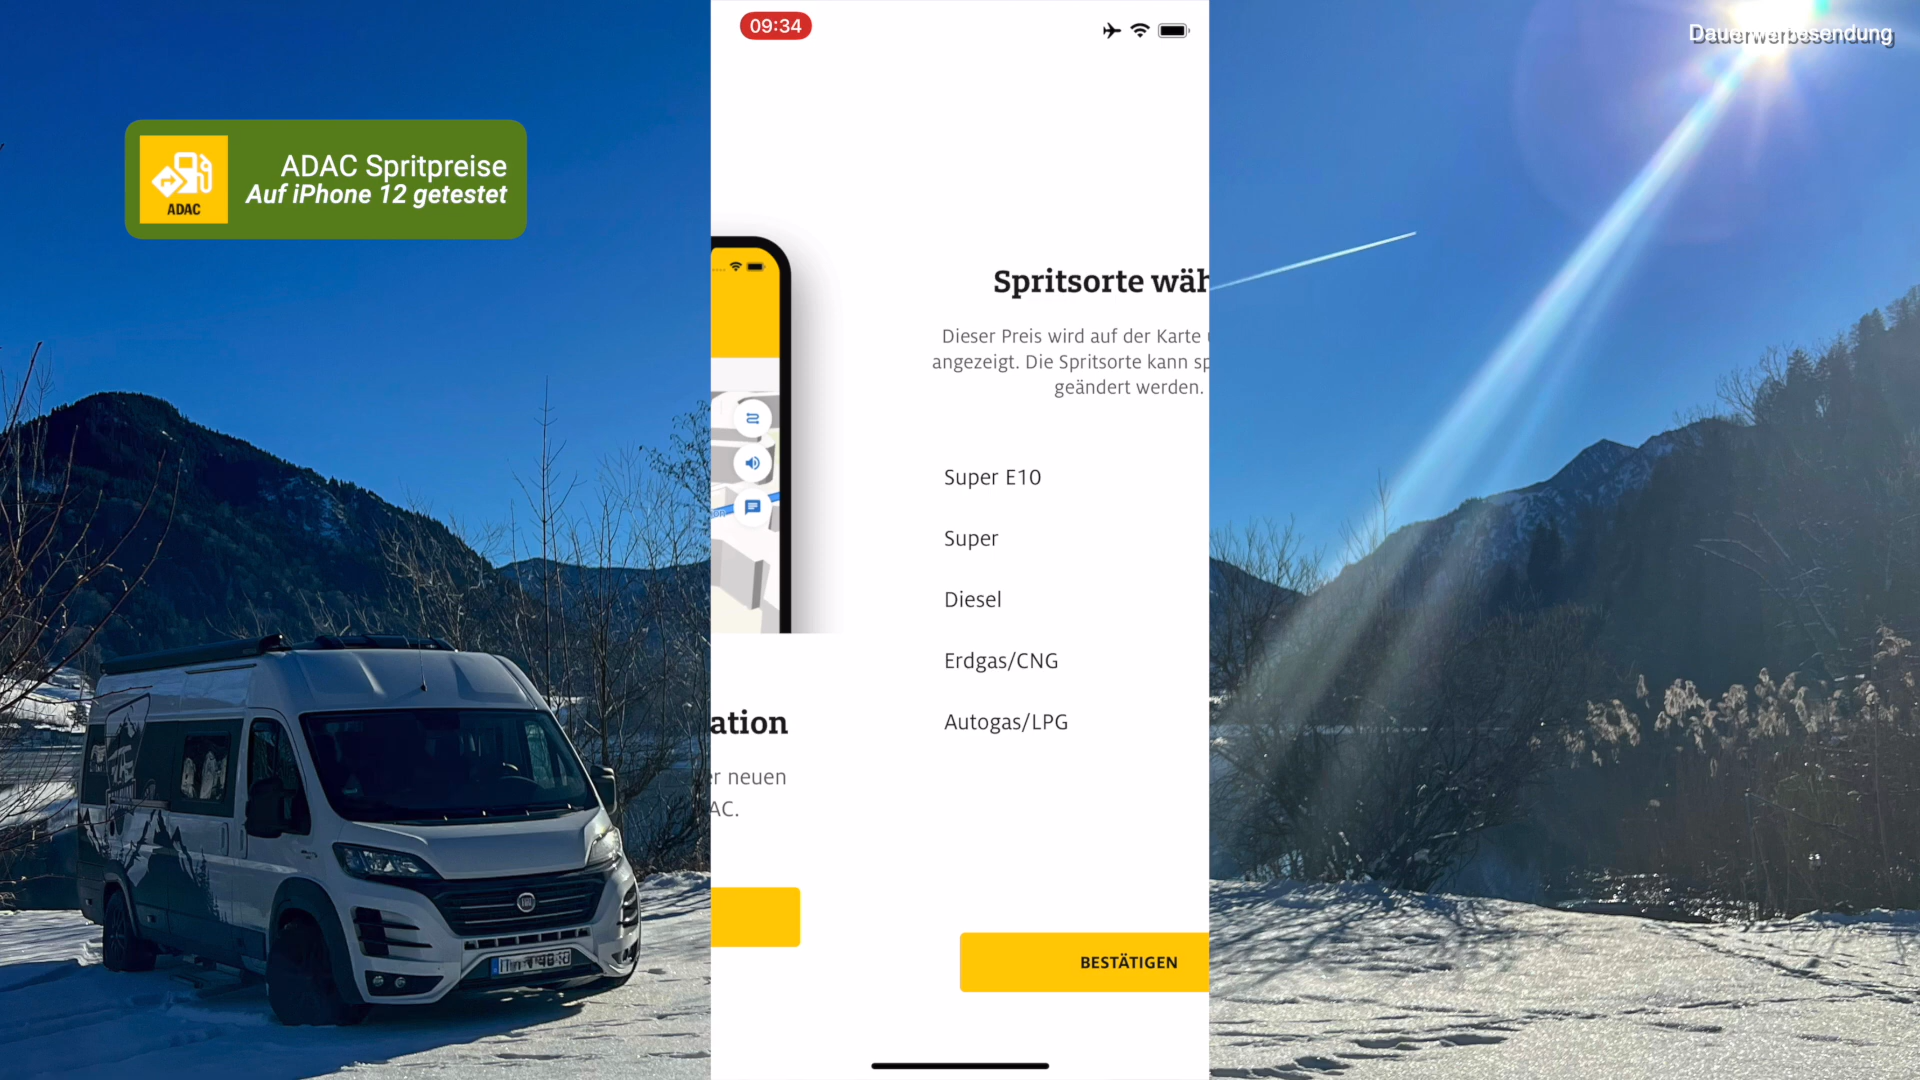 09:34
Dauerwerbesendung
ADAC Spritpreise
Auf iPhone 12 getestet
ADAC
Spritsorte wäh
Dieser Preis wird auf der Karte
angezeigt. Die Spritsorte kann sp
geändert werden.
Super E10
Super
Diesel
Erdgas/CNG
Autogas/LPG
ation
er neuen
AC.
BESTÄTIGEN